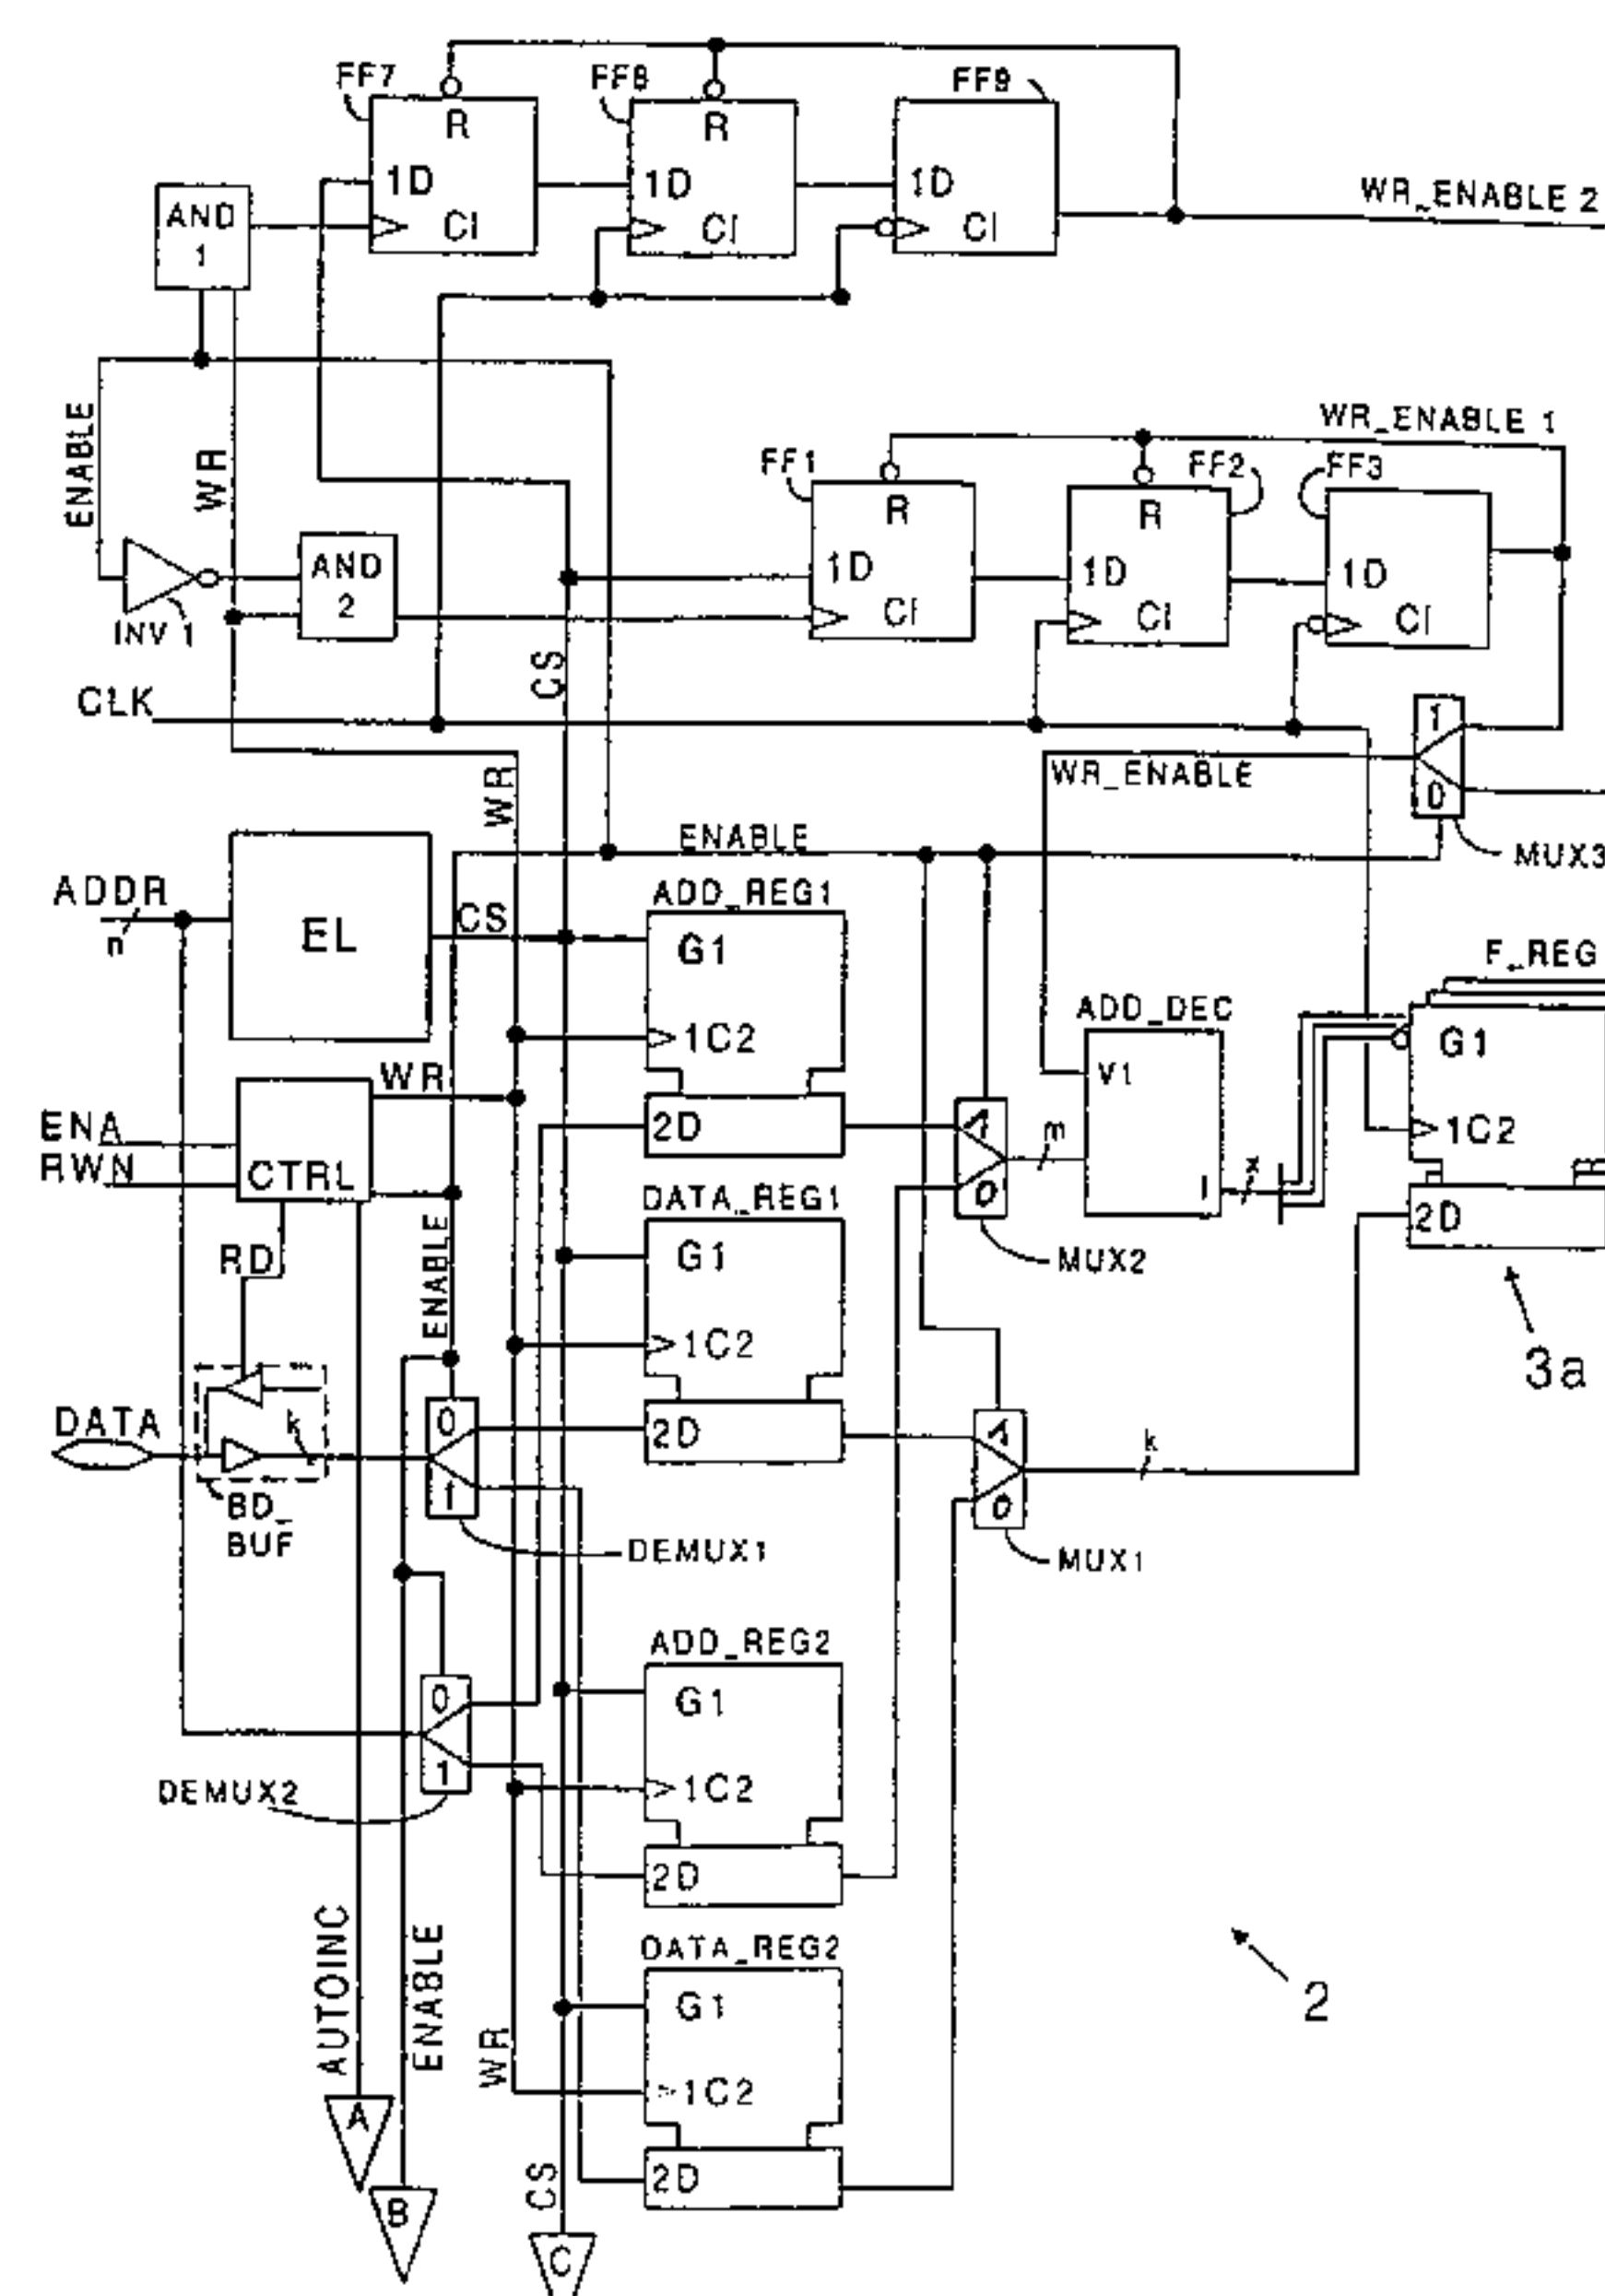 FF7
FF8
FF9
R
R
1D
1D
1D
CI
CI
CI
AND
1
WR_ENABLE 2
ENABLE
WR
WR_ENABLE 1
FF1
FF2
FF3
R
R
1D
1D
1D
CI
CI
CI
AND
2
INV 1
CS
CLK
WR_ENABLE
1
0
MUX3
WR
ENABLE
ADDR
n
EL
CS
ADD_REG1
G1
1C2
2D
ADD_DEC
V1
F_REG
G1
1C2
2D
WR
ENA
RWN
CTRL
1
0
m
x
MUX2
RD
ENABLE
DATA_REG1
G1
1C2
2D
3a
DATA
k
BD_
BUF
0
1
DEMUX1
1
0
k
MUX1
ADD_REG2
G1
1C2
2D
0
1
DEMUX2
DATA_REG2
G1
1C2
2D
2
AUTOINC
ENABLE
WR
CS
A
B
C